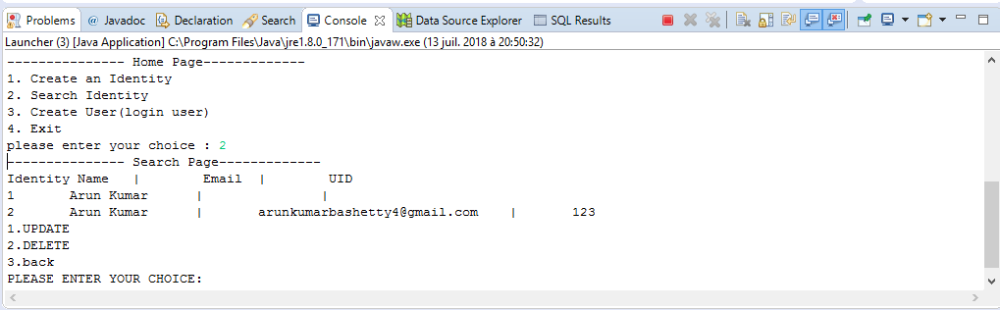 Problems @ Javadoc Declaration Search Console Data Source Explorer SQL Results
Launcher (3) [Java Application] C:\Program Files\Java\jre1.8.0_171\bin\javaw.exe (13 juil. 2018 à 20:50:32)
--------------- Home Page-------------
1. Create an Identity
2. Search Identity
3. Create User(login user)
4. Exit
please enter your choice : 2
--------------- Search Page-------------
Identity Name | Email | UID
1 Arun Kumar | |
2 Arun Kumar | arunkumarbashetty4@gmail.com | 123
1.UPDATE
2.DELETE
3.back
PLEASE ENTER YOUR CHOICE: